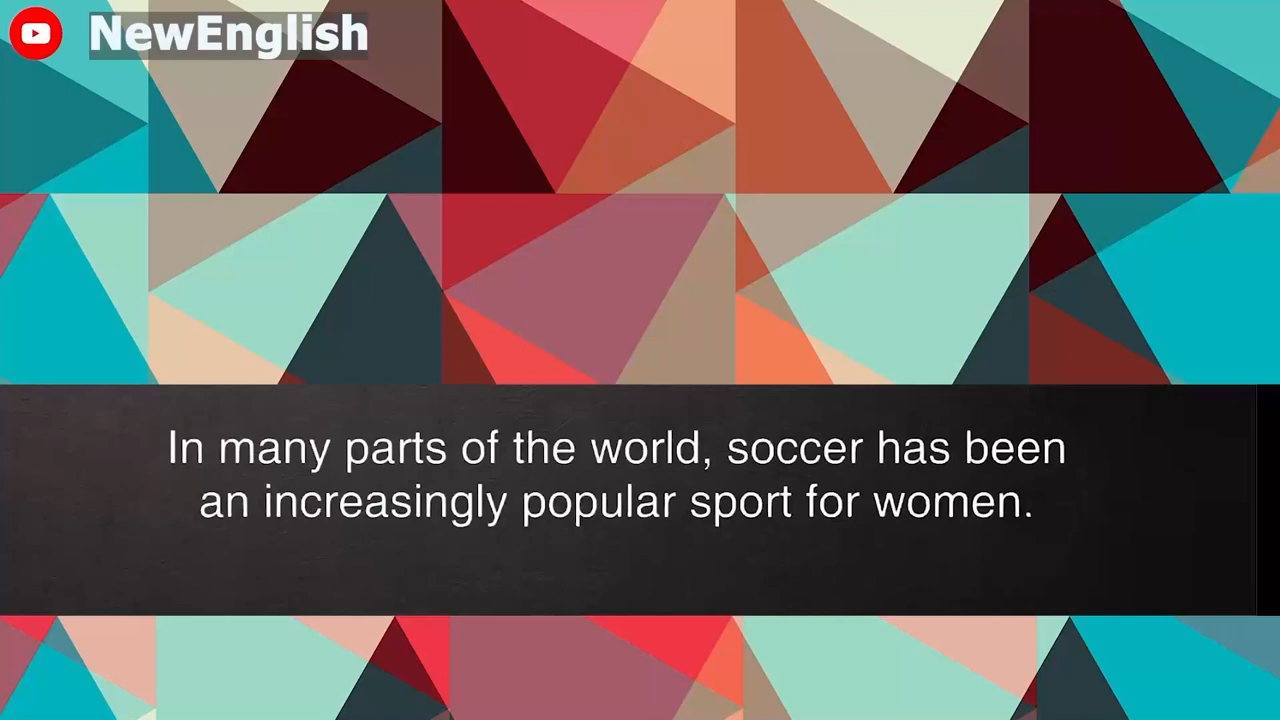 NewEnglish
In many parts of the world, soccer has been
an increasingly popular sport for women.